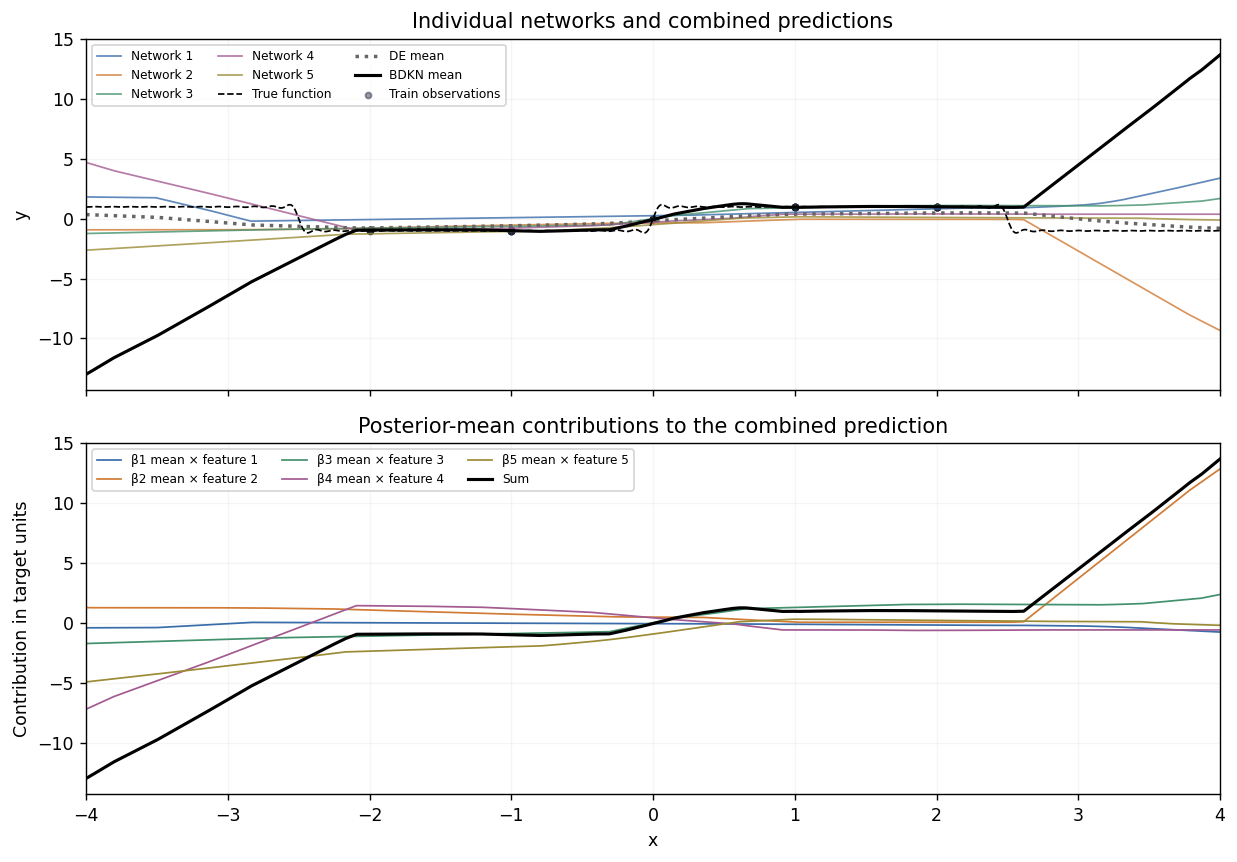 Individual networks and combined predictions
15
10
5
0
−5
−10
y
Network 1
Network 2
Network 3
Network 4
Network 5
True function
DE mean
BDKN mean
Train observations
Posterior-mean contributions to the combined prediction
15
10
5
0
−5
−10
Contribution in target units
β1 mean × feature 1
β2 mean × feature 2
β3 mean × feature 3
β4 mean × feature 4
β5 mean × feature 5
Sum
−4 −3 −2 −1 0 1 2 3 4
x